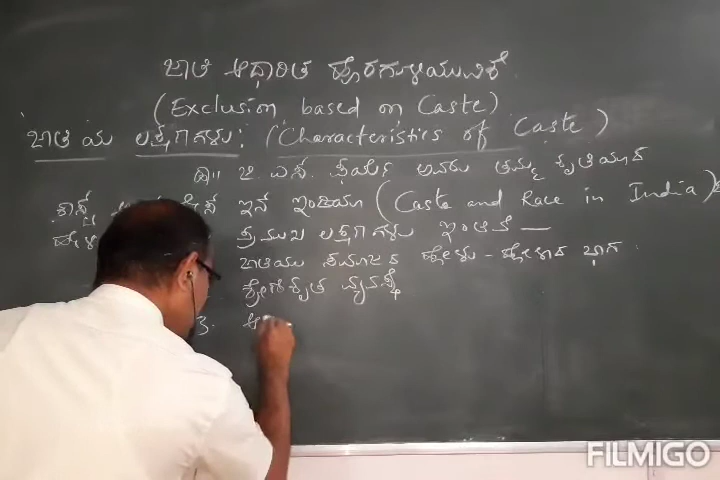 ಜಾತಿ ಆಧಾರಿತ ಹೊರಗುಳಿಯುವಿಕೆ
(Exclusion based on Caste)
ಜಾತಿಯ ಲಕ್ಷಣಗಳು: (Characteristics of Caste)
ಡಾ|| ಜಿ. ಎಸ್. ಘುರ್ಯೆ ಅವರು ತಮ್ಮ ಕೃತಿಯಾದ
ಕಾಸ್ಟ್ ಇನ್ ಇಂಡಿಯಾ (Caste and Race in India)
ಪ್ರಮುಖ ಲಕ್ಷಣಗಳು ಇಂತಿವೆ —
ಜಾತಿಯು ಸಮಾಜದ ಹೋಳು - ಹೋಳಾದ ಭಾಗ.
ಶ್ರೇಣೀಕೃತ ವ್ಯವಸ್ಥೆ
3. ಆ
FILMIGO